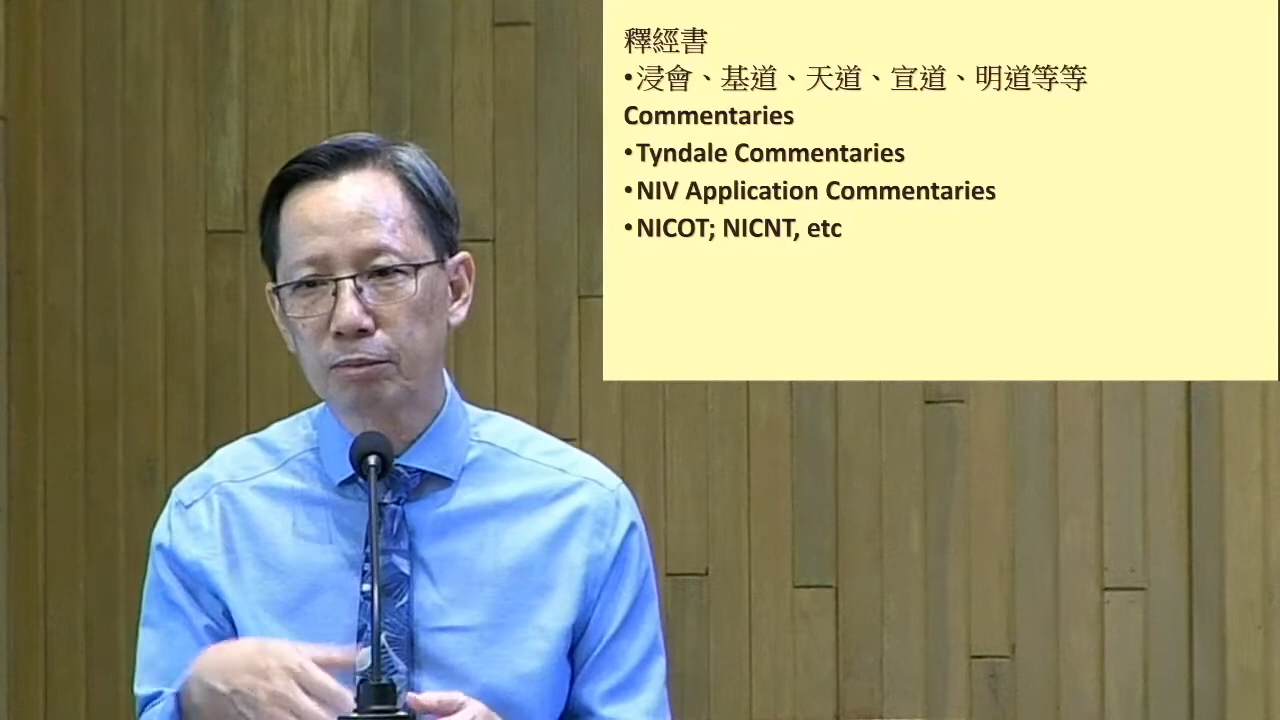 釋經書
•浸會、基道、天道、宣道、明道等等
Commentaries
•Tyndale Commentaries
•NIV Application Commentaries
•NICOT; NICNT, etc